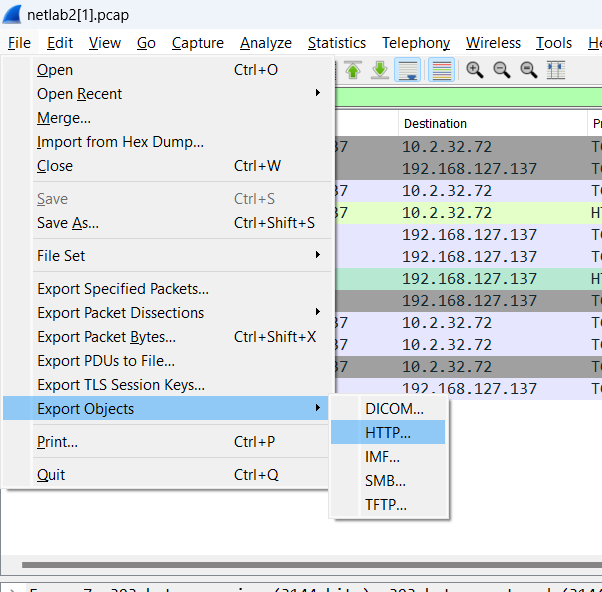 netlab2[1].pcap
File Edit View Go Capture Analyze Statistics Telephony Wireless Tools He
Open Ctrl+O
Open Recent
Merge...
Import from Hex Dump...
Close Ctrl+W
Save Ctrl+S
Save As... Ctrl+Shift+S
File Set
Export Specified Packets...
Export Packet Dissections
Export Packet Bytes... Ctrl+Shift+X
Export PDUs to File...
Export TLS Session Keys...
Export Objects
Print... Ctrl+P
Quit Ctrl+Q
DICOM...
HTTP...
IMF...
SMB...
TFTP...
Destination P
37 10.2.32.72 TC
192.168.127.137 TC
37 10.2.32.72 TC
37 10.2.32.72 HT
192.168.127.137 TC
192.168.127.137 TC
192.168.127.137 HT
192.168.127.137 TC
37 10.2.32.72 TC
37 10.2.32.72 TC
37 10.2.32.72 TC
192.168.127.137 TC